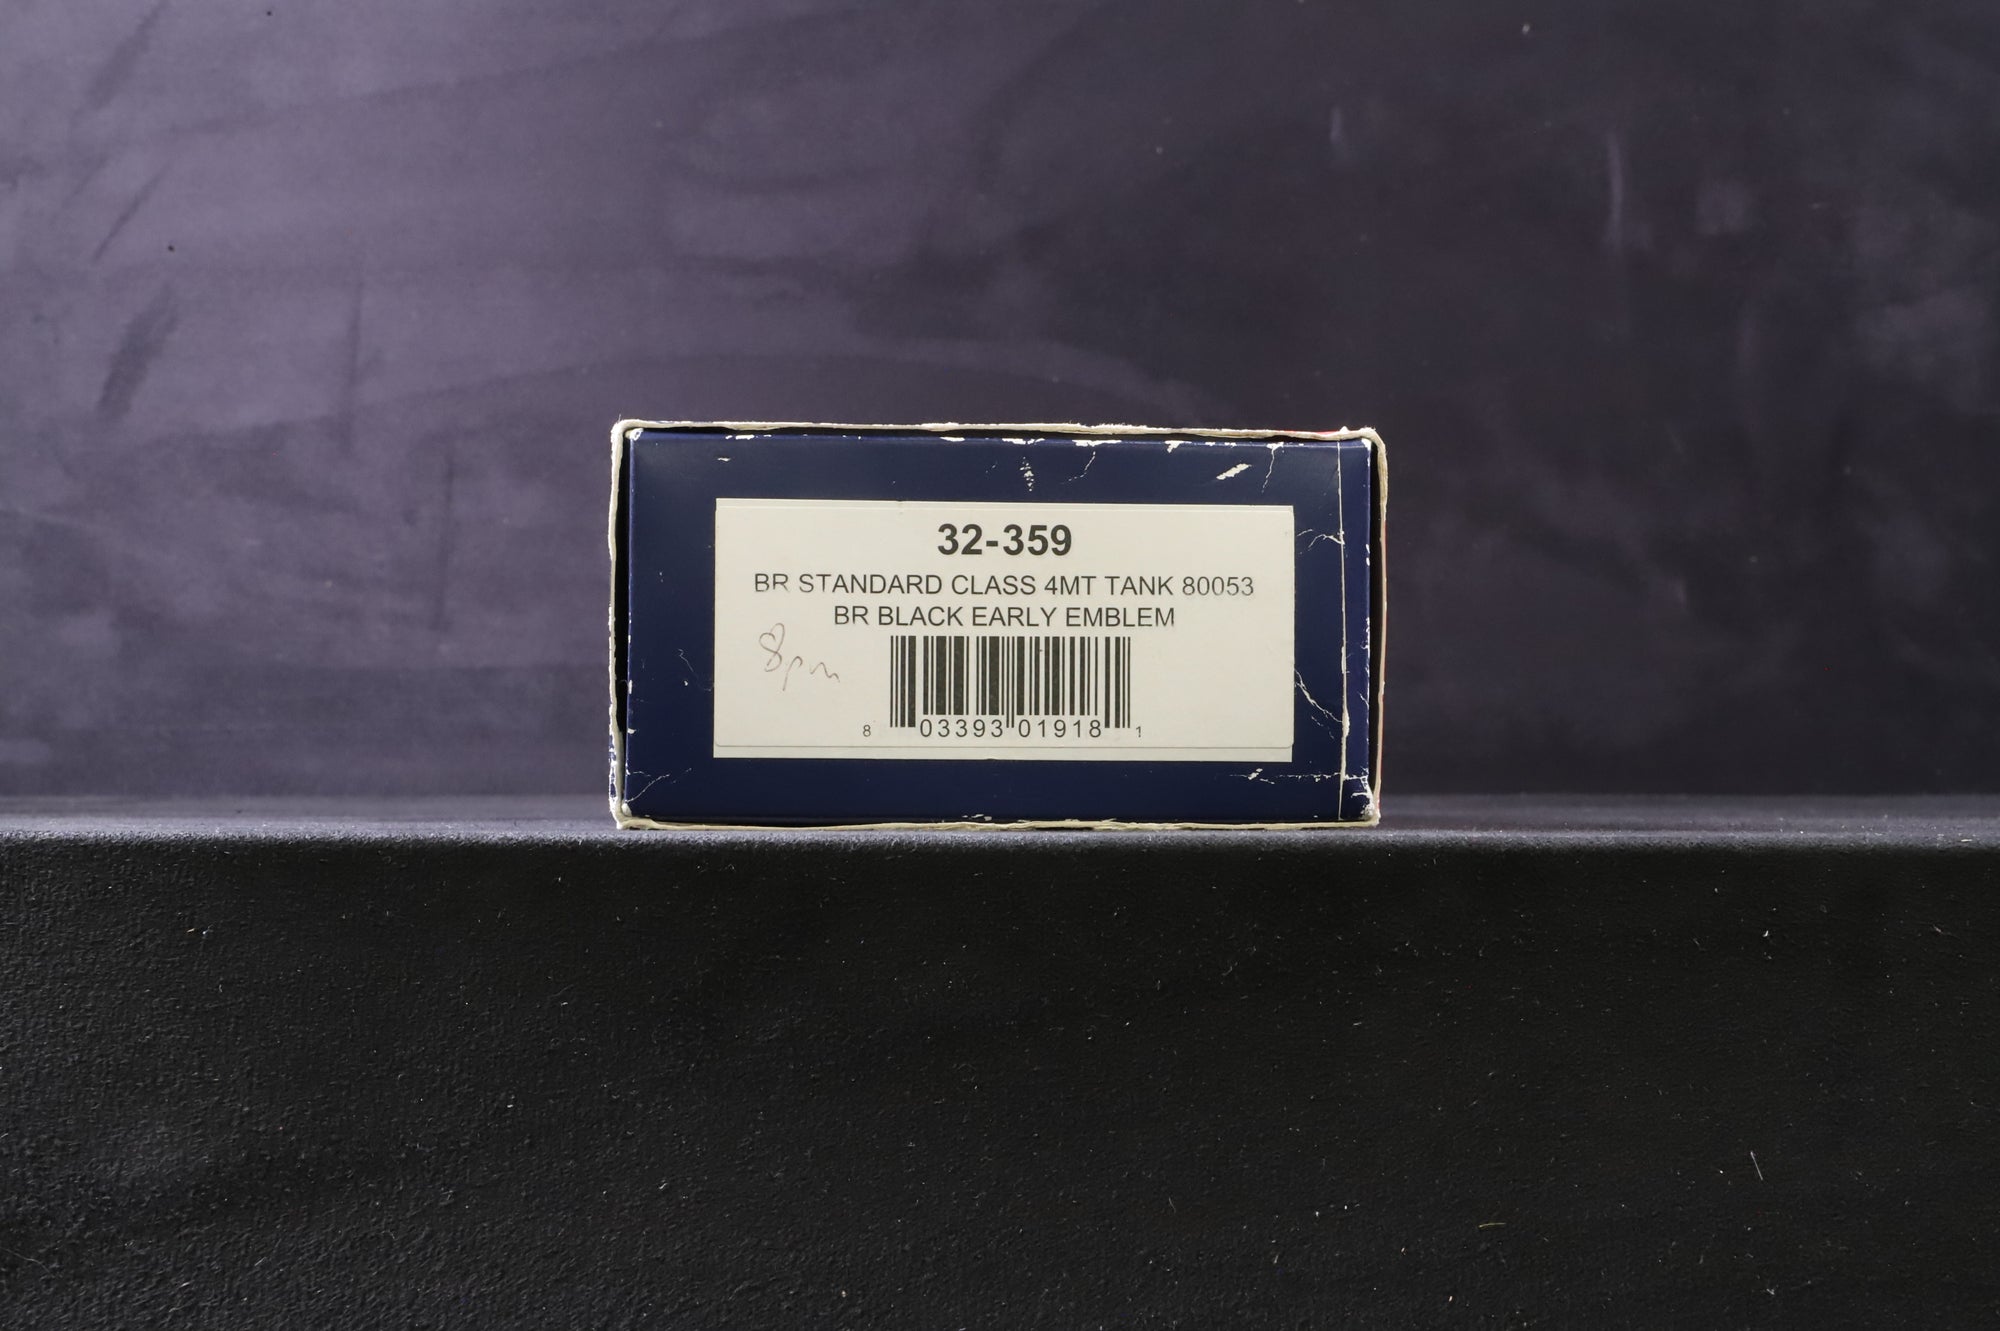 32-359
BR STANDARD CLASS 4MT TANK 80053
BR BLACK EARLY EMBLEM
8pm
8 03393 01918 1